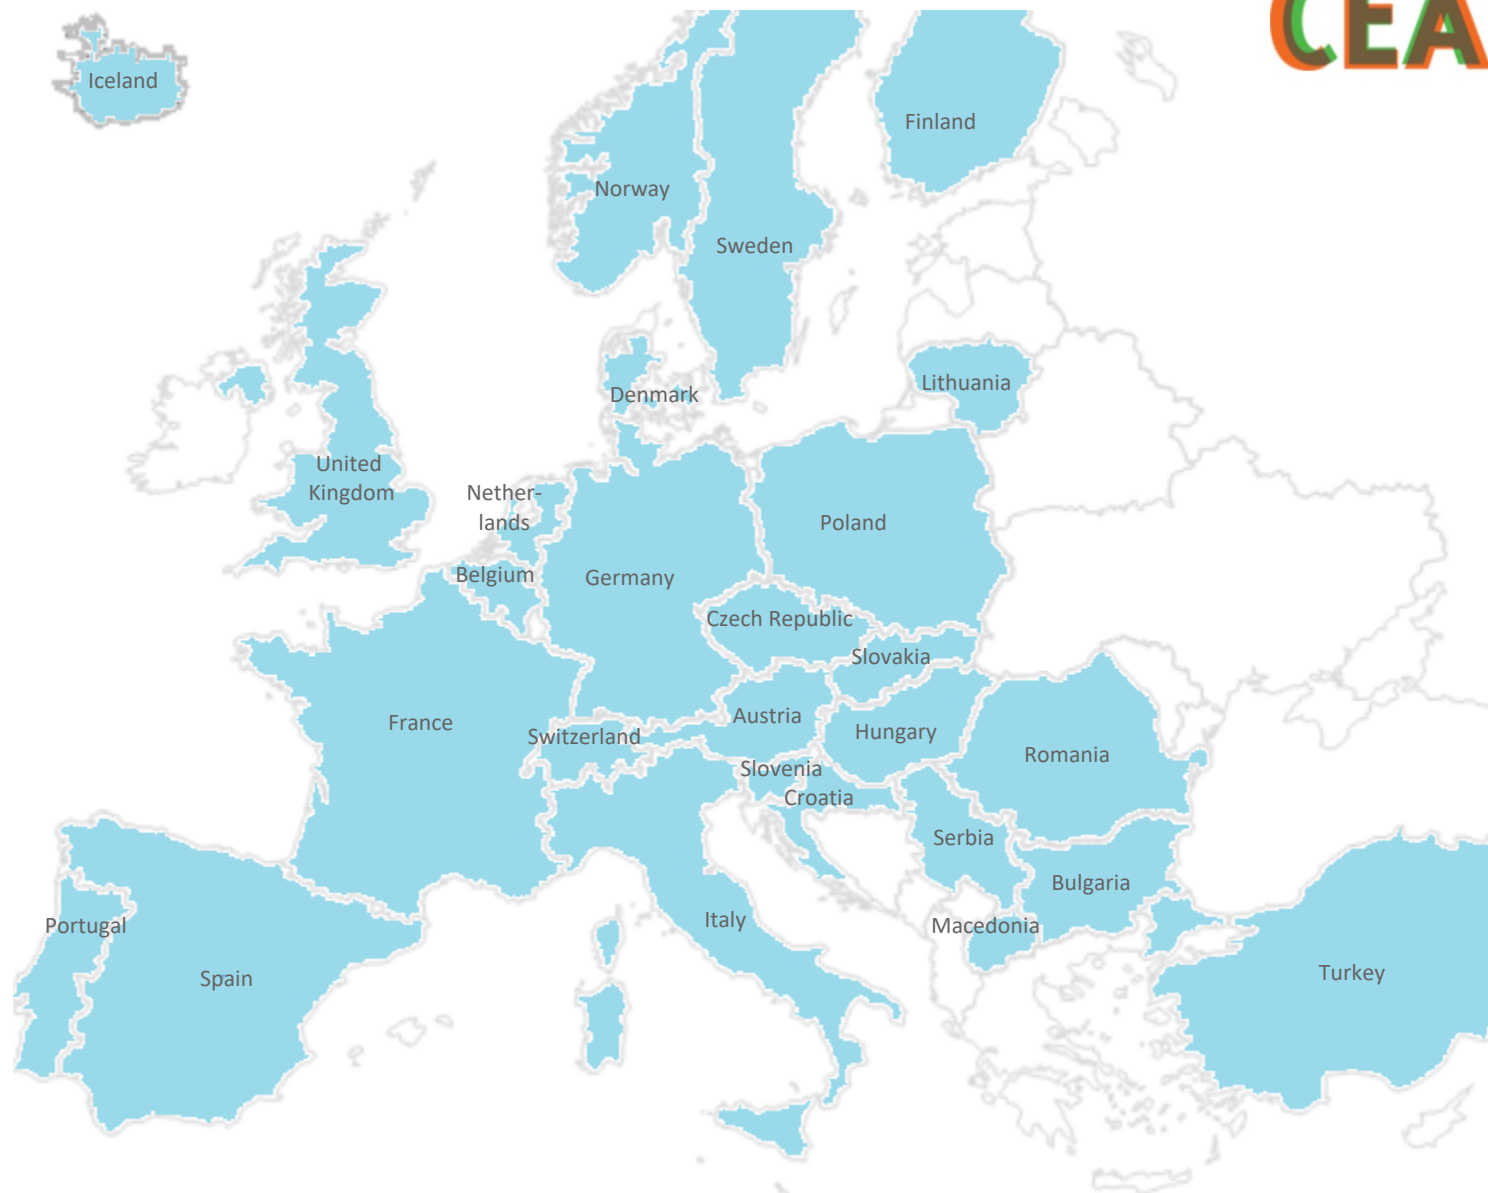 CEA
Iceland
Finland
Norway
Sweden
Lithuania
Denmark
United
Kingdom
Nether-
lands
Poland
Belgium
Germany
Czech Republic
Slovakia
Austria
France
Switzerland
Hungary
Romania
Slovenia
Croatia
Serbia
Bulgaria
Portugal
Italy
Macedonia
Spain
Turkey